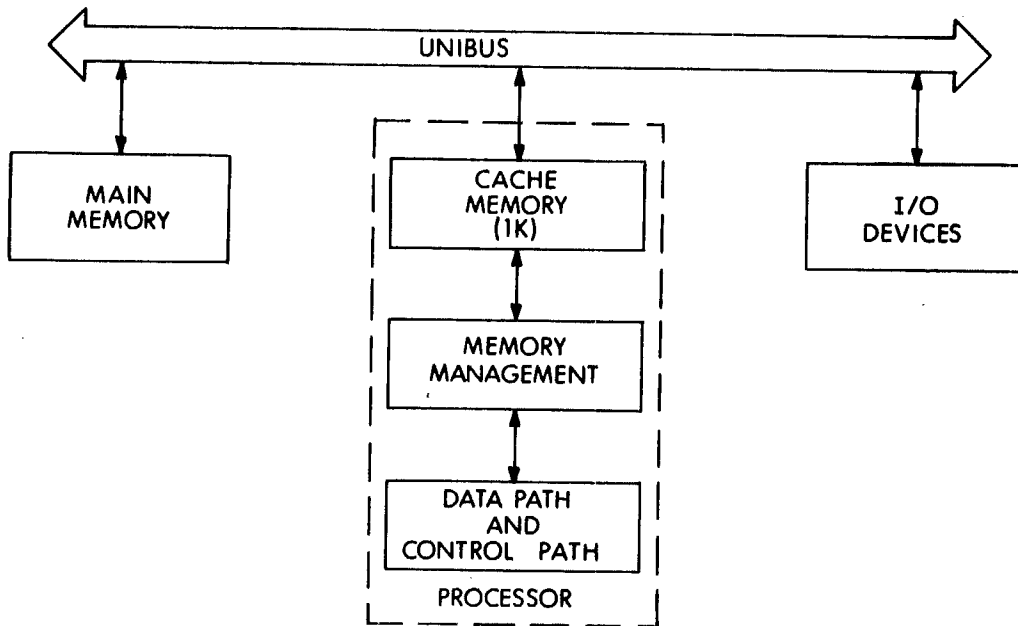 UNIBUS
MAIN
MEMORY
CACHE
MEMORY
(1K)
I/O
DEVICES
MEMORY
MANAGEMENT
DATA PATH
AND
CONTROL PATH
PROCESSOR